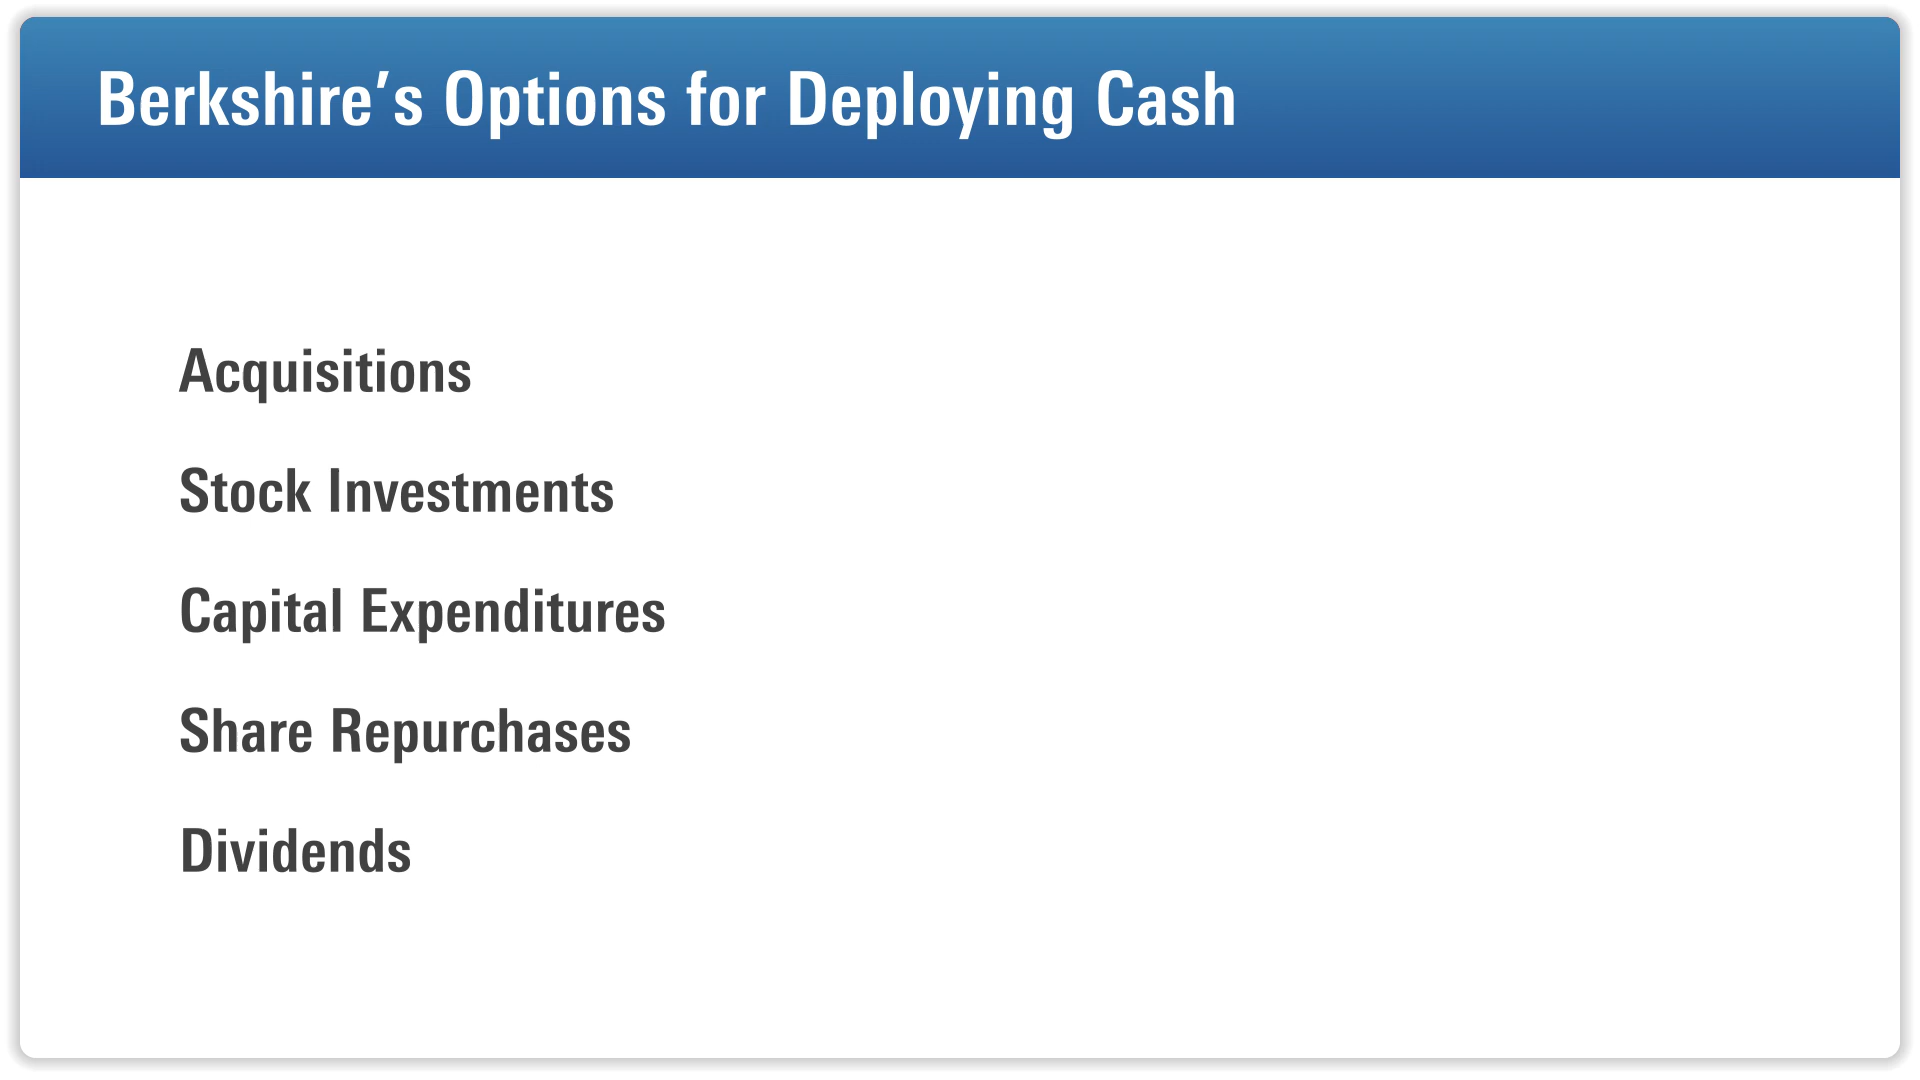 Berkshire’s Options for Deploying Cash
Acquisitions
Stock Investments
Capital Expenditures
Share Repurchases
Dividends